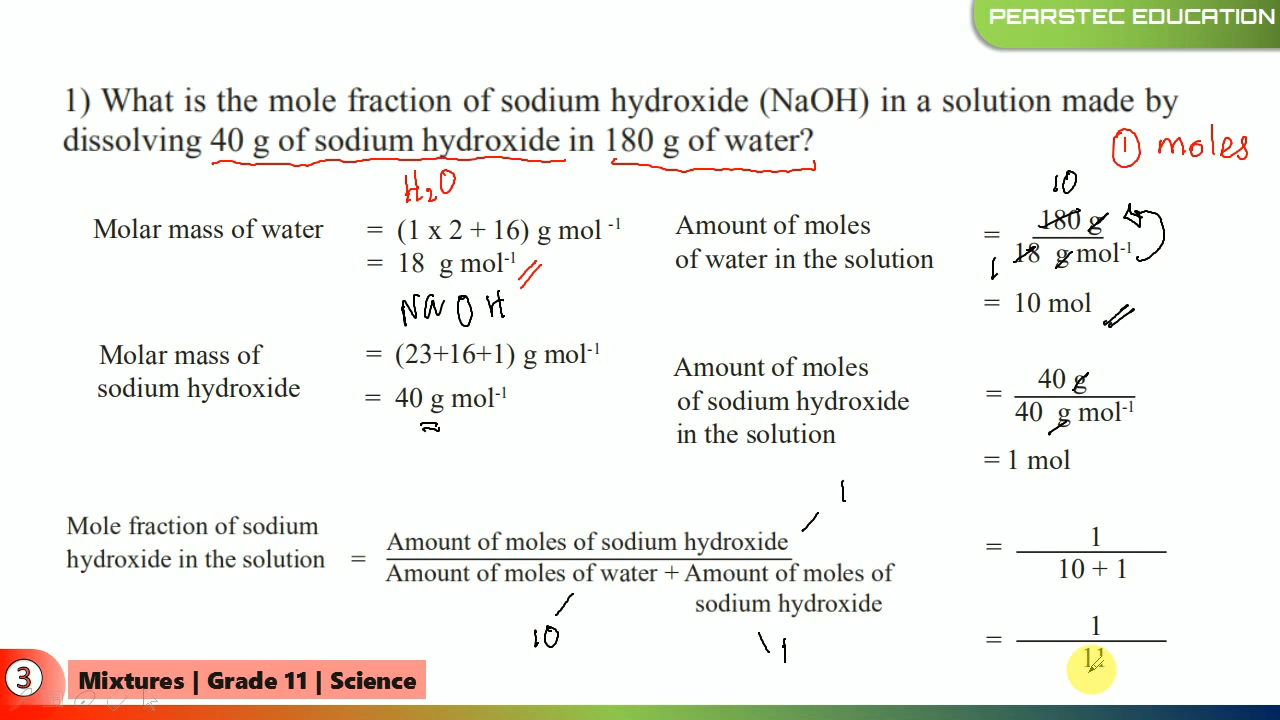 PEARSTEC EDUCATION
1) What is the mole fraction of sodium hydroxide (NaOH) in a solution made by
dissolving 40 g of sodium hydroxide in 180 g of water?
1 moles
H₂O
Molar mass of water = (1 x 2 + 16) g mol⁻¹
= 18 g mol⁻¹
NaOH
Molar mass of
sodium hydroxide = (23+16+1) g mol⁻¹
= 40 g mol⁻¹
10
Amount of moles
of water in the solution = 180 g
18 g mol⁻¹
1
= 10 mol
Amount of moles
of sodium hydroxide
in the solution = 40 g
40 g mol⁻¹
= 1 mol
1
Mole fraction of sodium
hydroxide in the solution = Amount of moles of sodium hydroxide
Amount of moles of water + Amount of moles of
sodium hydroxide
10
1
= 1
10 + 1
= 1
11
3 Mixtures | Grade 11 | Science